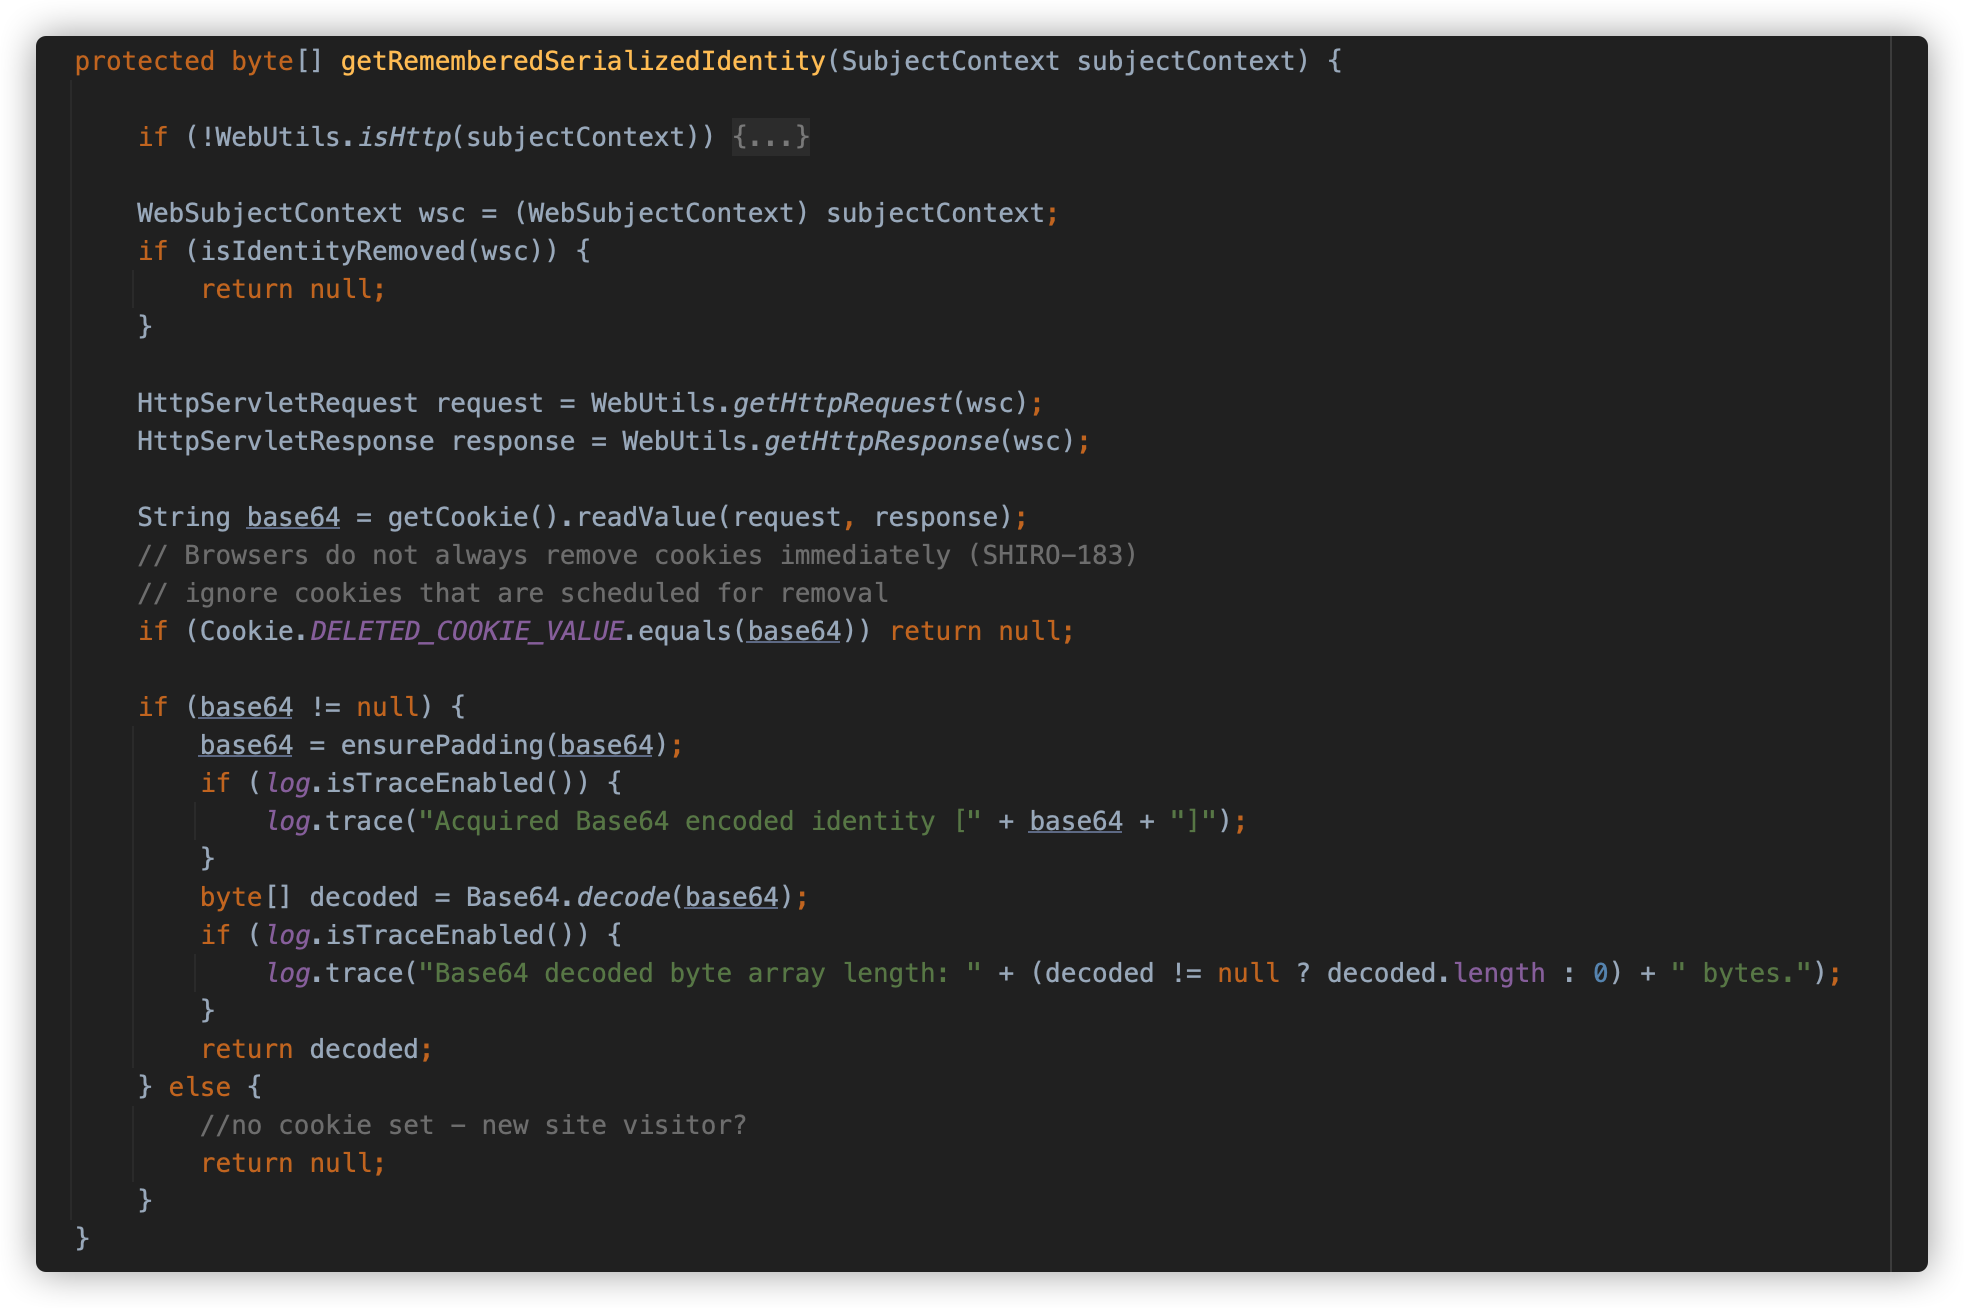 protected byte[] getRememberedSerializedIdentity(SubjectContext subjectContext) {
if (!WebUtils.isHttp(subjectContext)) {...}
WebSubjectContext wsc = (WebSubjectContext) subjectContext;
if (isIdentityRemoved(wsc)) {
return null;
}
HttpServletRequest request = WebUtils.getHttpRequest(wsc);
HttpServletResponse response = WebUtils.getHttpResponse(wsc);
String base64 = getCookie().readValue(request, response);
// Browsers do not always remove cookies immediately (SHIRO-183)
// ignore cookies that are scheduled for removal
if (Cookie.DELETED_COOKIE_VALUE.equals(base64)) return null;
if (base64 != null) {
base64 = ensurePadding(base64);
if (log.isTraceEnabled()) {
log.trace("Acquired Base64 encoded identity [" + base64 + "]");
}
byte[] decoded = Base64.decode(base64);
if (log.isTraceEnabled()) {
log.trace("Base64 decoded byte array length: " + (decoded != null ? decoded.length : 0) + " bytes.");
}
return decoded;
} else {
//no cookie set - new site visitor?
return null;
}
}